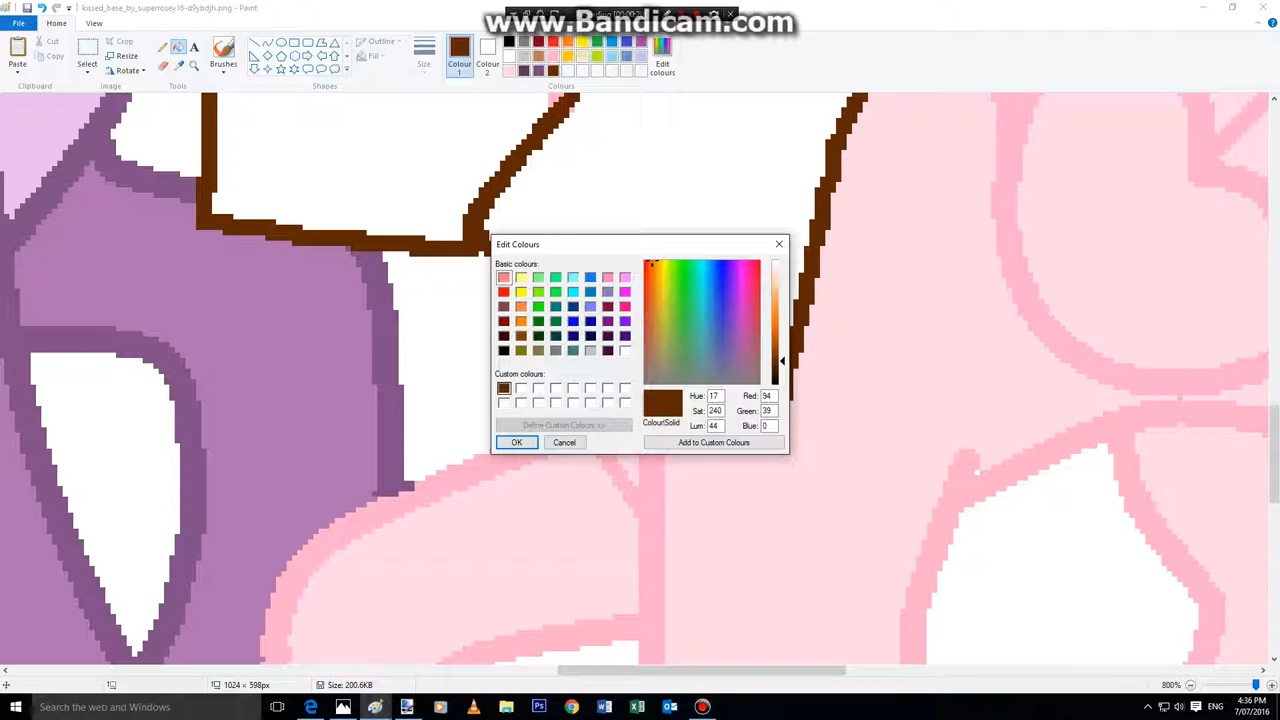 kissed_base_by_superrosey16-d9ybdjh.png - Paint
www.Bandicam.com
File
Home
View
Paste
Cut
Copy
Clipboard
Select
Crop
Resize
Rotate
Image
Tools
Brushes
Shapes
Outline
Fill
Size
Colour 1
Colour 2
Colours
Edit colours
Edit Colours
Basic colours:
Custom colours:
Define Custom Colours >>
OK
Cancel
Hue: 17
Sat: 240
Lum: 44
Red: 94
Green: 39
Blue: 0
Colour|Solid
Add to Custom Colours
1024 × 598px
Size: 200.6KB
800%
Search the web and Windows
ENG
4:36 PM
7/07/2016